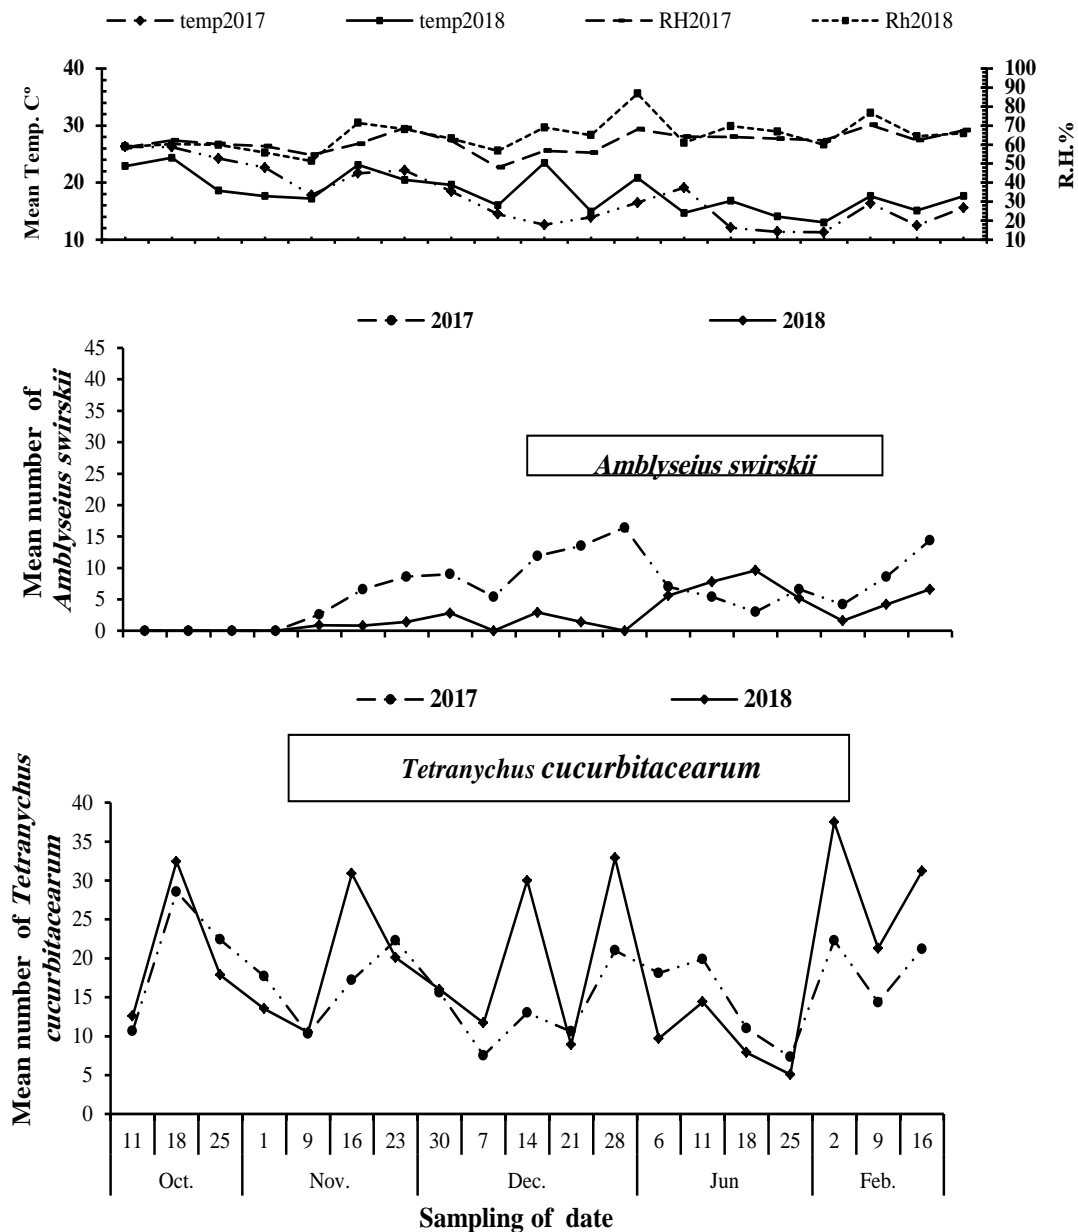 temp2017 temp2018 RH2017 Rh2018
Mean Temp. C°
40
30
20
10
100
90
80
70
60
50
40
30
20
10
R.H.%
2017 2018
Mean number of
Amblyseius swirskii
45
40
35
30
25
20
15
10
5
0
Amblyseius swirskii
2017 2018
Tetranychus cucurbitacearum
Mean number of Tetranychus
cucurbitacearum
40
35
30
25
20
15
10
5
0
11 18 25 1 9 16 23 30 7 14 21 28 6 11 18 25 2 9 16
Oct. Nov. Dec. Jun Feb.
Sampling of date